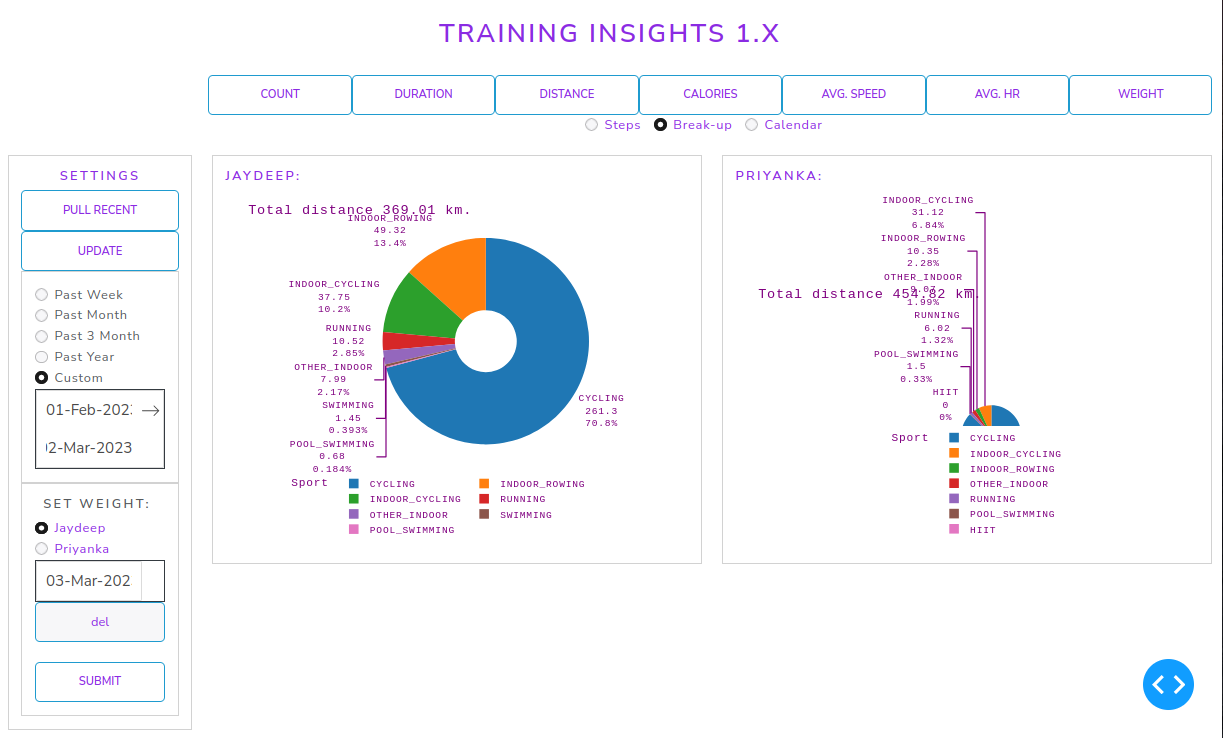 TRAINING INSIGHTS 1.X
COUNT
DURATION
DISTANCE
CALORIES
AVG. SPEED
AVG. HR
WEIGHT
Steps
Break-up
Calendar
SETTINGS
PULL RECENT
UPDATE
Past Week
Past Month
Past 3 Month
Past Year
Custom
01-Feb-202
2-Mar-2023
SET WEIGHT:
Jaydeep
Priyanka
03-Mar-202
del
SUBMIT
JAYDEEP:
Total distance 369.01 km.
INDOOR_ROWING
49.32
13.4%
INDOOR_CYCLING
37.75
10.2%
RUNNING
10.52
2.85%
OTHER_INDOOR
7.99
2.17%
SWIMMING
1.45
0.393%
POOL_SWIMMING
0.68
0.184%
CYCLING
261.3
70.8%
Sport
CYCLING
INDOOR_ROWING
INDOOR_CYCLING
RUNNING
OTHER_INDOOR
SWIMMING
POOL_SWIMMING
PRIYANKA:
INDOOR_CYCLING
31.12
6.84%
INDOOR_ROWING
10.35
2.28%
OTHER_INDOOR
9.07
Total distance 454.82 km.
1.99%
RUNNING
6.02
1.32%
POOL_SWIMMING
1.5
0.33%
HIIT
0
0%
Sport
CYCLING
INDOOR_CYCLING
INDOOR_ROWING
OTHER_INDOOR
RUNNING
POOL_SWIMMING
HIIT